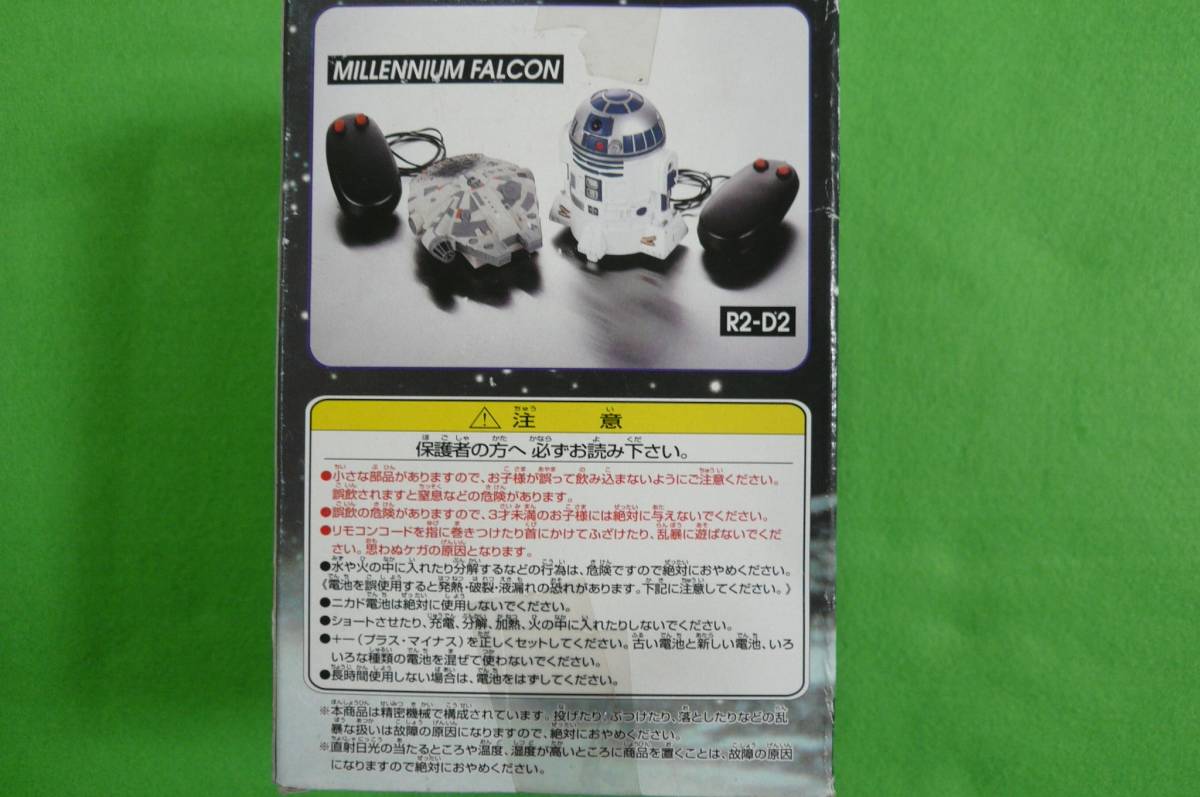 MILLENNIUM FALCON
R2-D2
注意
保護者の方へ 必ずお読み下さい。
●小さな部品がありますので、お子様が誤って飲み込まないようにご注意ください。
誤飲されますと窒息などの危険があります。
●誤飲の危険がありますので、3才未満のお子様には絶対に与えないでください。
●リモコンコードを指に巻きつけたり首にかけてふざけたり、乱暴に遊ばないでくだ
さい。思わぬケガの原因となります。
●水や火の中に入れたり分解するなどの行為は、危険ですので絶対におやめください。
《電池を誤使用すると発熱・破裂・液漏れの恐れがあります。下記に注意してください。》
●ニカド電池は絶対に使用しないでください。
●ショートさせたり、充電、分解、加熱、火の中に入れたりしないでください。
●＋－(プラス・マイナス)を正しくセットしてください。古い電池と新しい電池、いろ
いろな種類の電池を混ぜて使わないでください。
●長時間使用しない場合は、電池をはずしてください。
※本商品は精密機械で構成されています。投げたり、ぶつけたり、落としたりなどの乱
暴な扱いは故障の原因になりますので、絶対におやめください。
※直射日光の当たるところや温度、湿度が高いところに商品を置くことは、故障の原因
になりますので絶対におやめください。